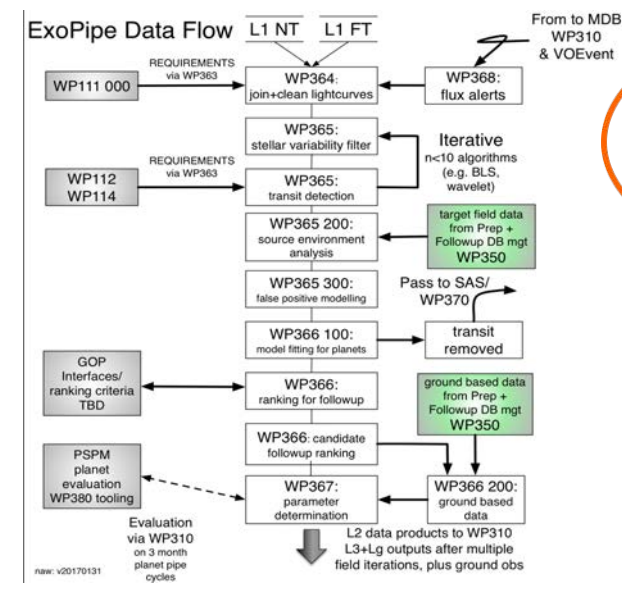 ExoPipe Data Flow
L1 NT
L1 FT
From to MDB
WP310
& VOEvent
WP111 000
REQUIREMENTS
via WP363
WP364:
join+clean lightcurves
WP368:
flux alerts
WP365:
stellar variability filter
Iterative
n<10 algorithms
(e.g. BLS,
wavelet)
WP112
WP114
REQUIREMENTS
via WP363
WP365:
transit detection
WP365 200:
source environment
analysis
target field data
from Prep +
Followup DB mgt
WP350
WP365 300:
false positive modelling
Pass to SAS/
WP370
WP366 100:
model fitting for planets
transit
removed
GOP
Interfaces/
ranking criteria
TBD
WP366:
ranking for followup
ground based data
from Prep +
Followup DB mgt
WP350
WP366: candidate
followup ranking
PSPM
planet
evaluation
WP380 tooling
WP367:
parameter
determination
WP366 200:
ground based
data
Evaluation
via WP310
on 3 month
planet pipe
cycles
L2 data products to WP310
L3+Lg outputs after multiple
field iterations, plus ground obs
naw: v20170131